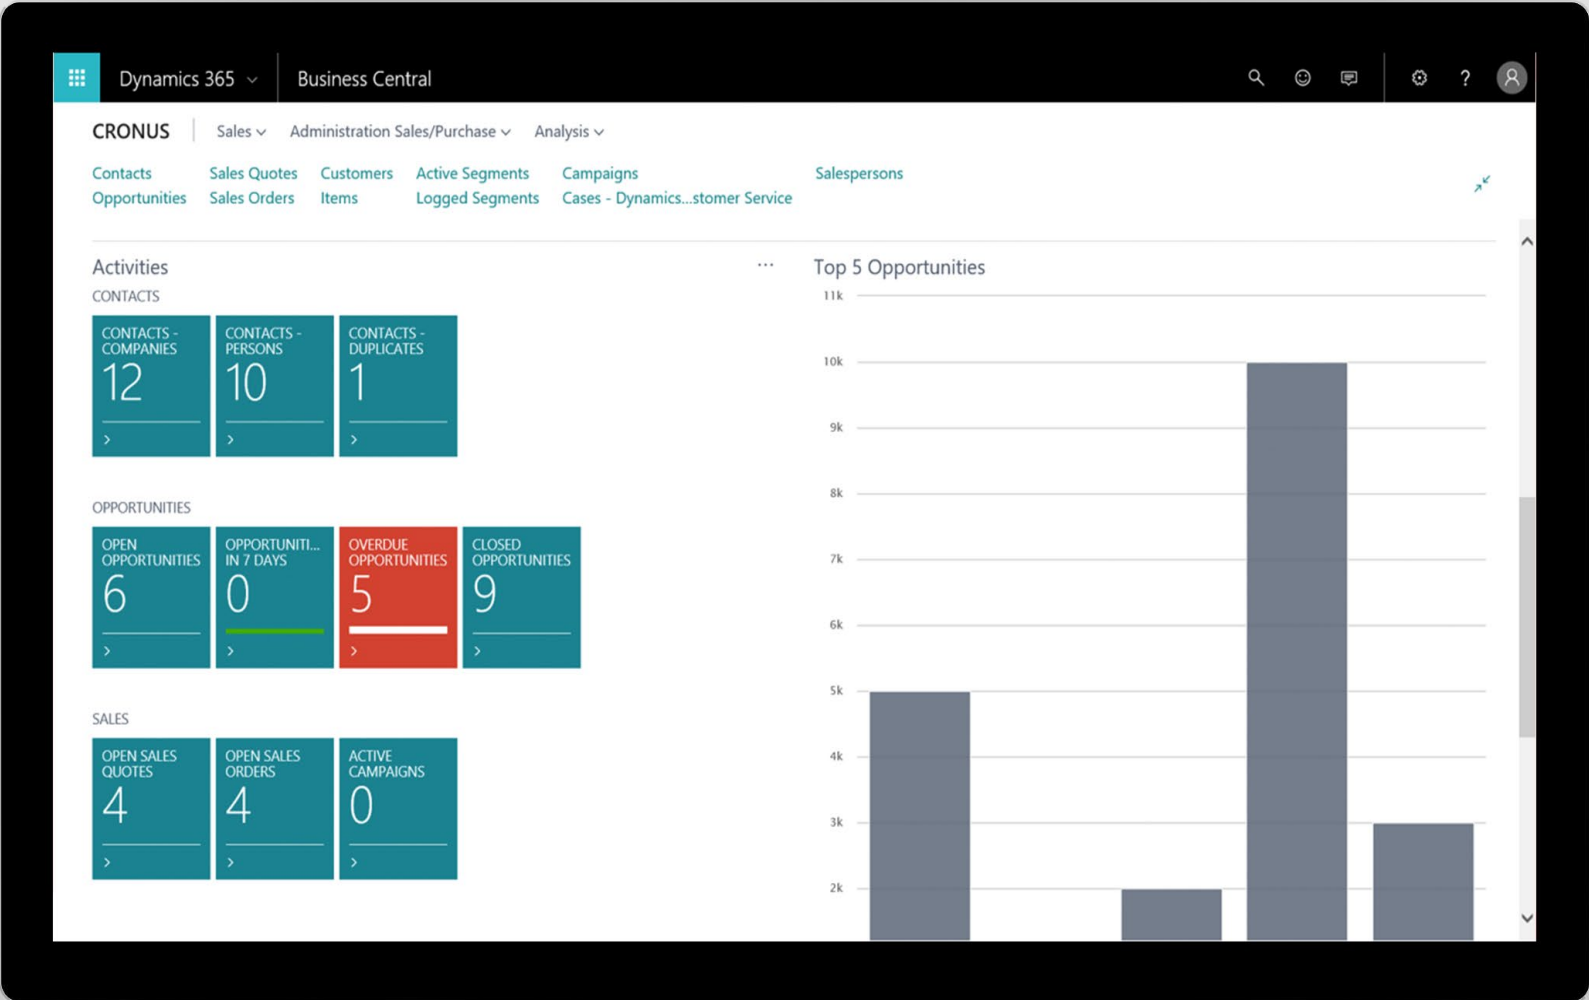 Dynamics 365 Business Central ?
CRONUS Sales Administration Sales/Purchase Analysis
Contacts Sales Quotes Customers Active Segments Campaigns Salespersons
Opportunities Sales Orders Items Logged Segments Cases - Dynamics...stomer Service
Activities ...
CONTACTS
CONTACTS -
COMPANIES
12
CONTACTS -
PERSONS
10
CONTACTS -
DUPLICATES
1
OPPORTUNITIES
OPEN
OPPORTUNITIES
6
OPPORTUNITI...
IN 7 DAYS
0
OVERDUE
OPPORTUNITIES
5
CLOSED
OPPORTUNITIES
9
SALES
OPEN SALES
QUOTES
4
OPEN SALES
ORDERS
4
ACTIVE
CAMPAIGNS
0
Top 5 Opportunities
11k
10k
9k
8k
7k
6k
5k
4k
3k
2k